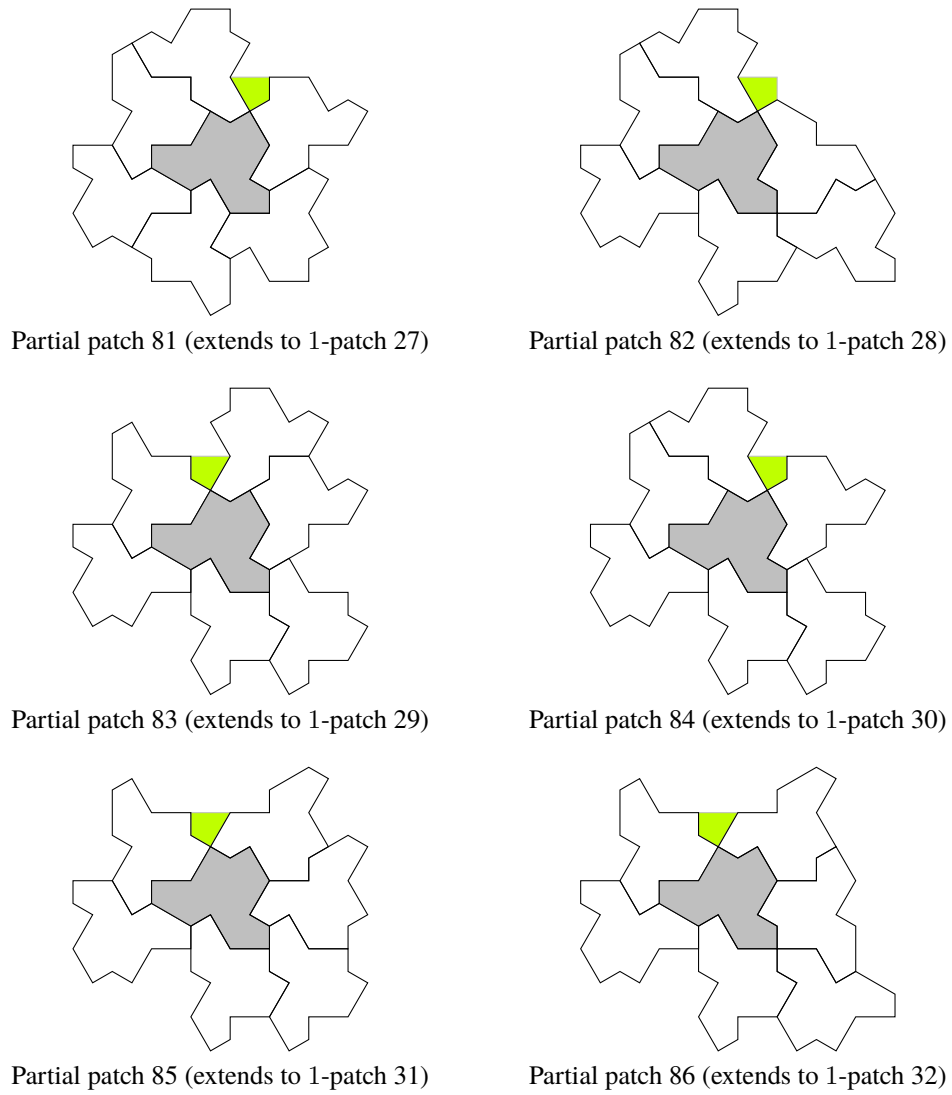 Partial patch 81 (extends to 1-patch 27)
Partial patch 82 (extends to 1-patch 28)
Partial patch 83 (extends to 1-patch 29)
Partial patch 84 (extends to 1-patch 30)
Partial patch 85 (extends to 1-patch 31)
Partial patch 86 (extends to 1-patch 32)